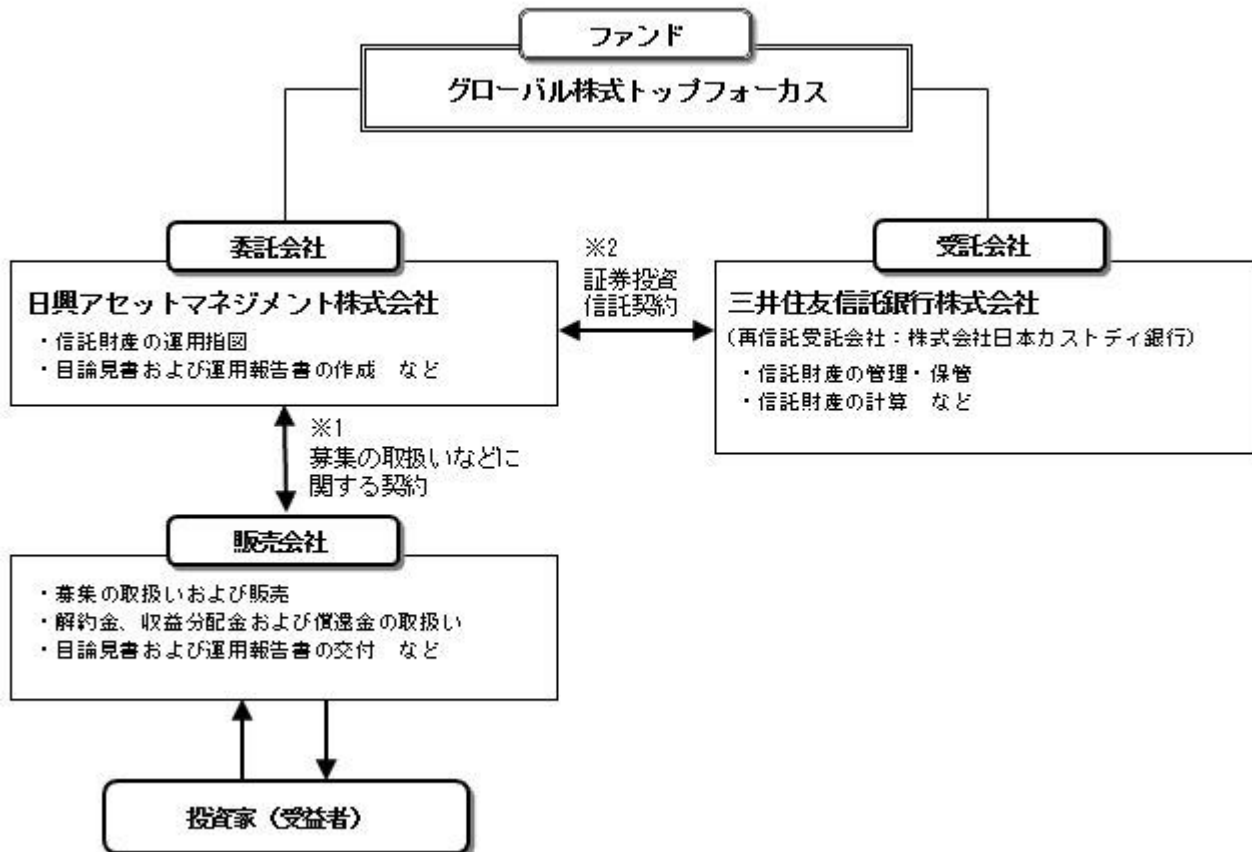 ファンド
グローバル株式トップフォーカス
委託会社
日興アセットマネジメント株式会社
・信託財産の運用指図
・目論見書および運用報告書の作成　など
※2
証券投資
信託契約
受託会社
三井住友信託銀行株式会社
（再信託受託会社：株式会社日本カストディ銀行）
・信託財産の管理・保管
・信託財産の計算　など
※1
募集の取扱いなどに
関する契約
販売会社
・募集の取扱いおよび販売
・解約金、収益分配金および償還金の取扱い
・目論見書および運用報告書の交付　など
投資家（受益者）